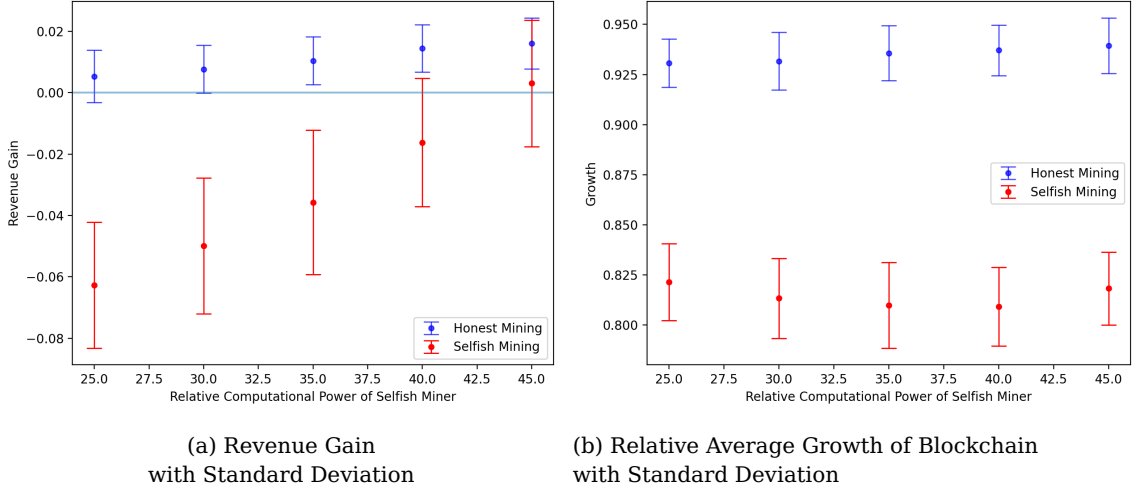 0.02
0.00
−0.02
−0.04
−0.06
−0.08
Revenue Gain
Honest Mining
Selfish Mining
25.0 27.5 30.0 32.5 35.0 37.5 40.0 42.5 45.0
Relative Computational Power of Selfish Miner
(a) Revenue Gain
with Standard Deviation
0.950
0.925
0.900
0.875
0.850
0.825
0.800
Growth
Honest Mining
Selfish Mining
25.0 27.5 30.0 32.5 35.0 37.5 40.0 42.5 45.0
Relative Computational Power of Selfish Miner
(b) Relative Average Growth of Blockchain
with Standard Deviation